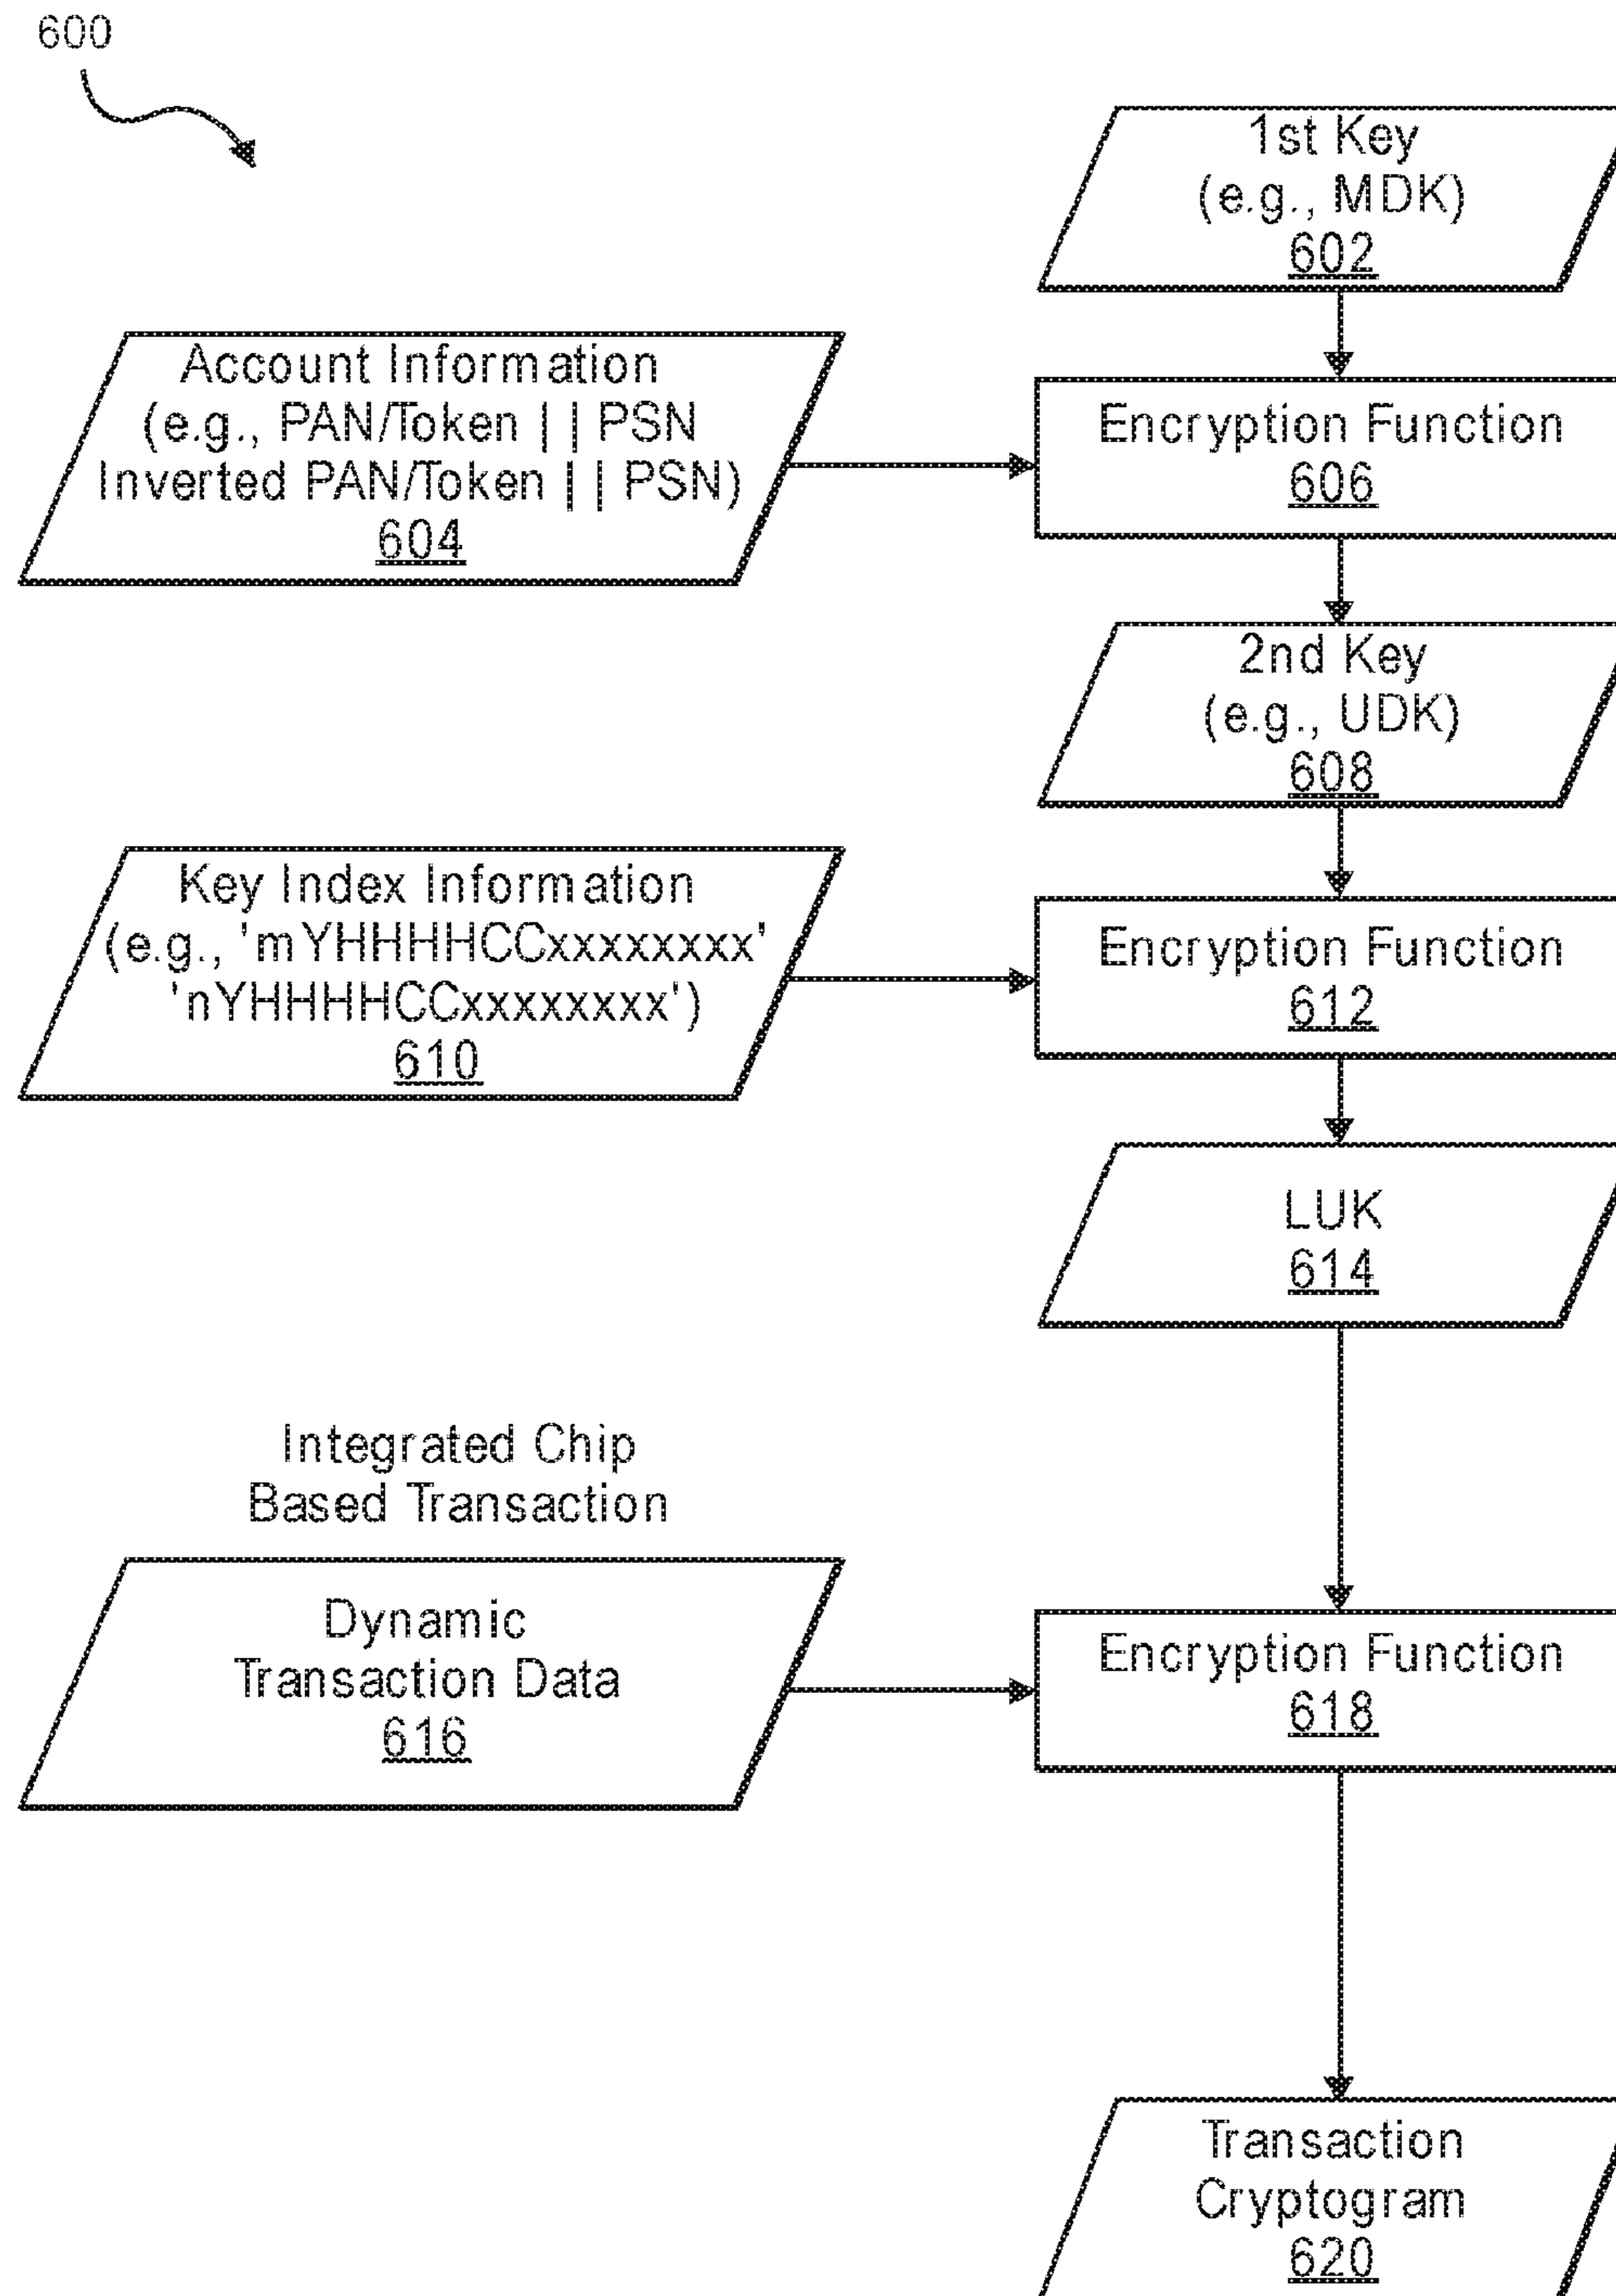 600
1st Key
(e.g., MDK)
602
Account Information
(e.g., PAN/Token | | PSN
Inverted PAN/Token | | PSN)
604
Encryption Function
606
2nd Key
(e.g., UDK)
608
Key Index Information
(e.g., 'mYHHHHCCxxxxxxxx'
'nYHHHHCCxxxxxxxx')
610
Encryption Function
612
LUK
614
Integrated Chip
Based Transaction
Dynamic
Transaction Data
616
Encryption Function
618
Transaction
Cryptogram
620